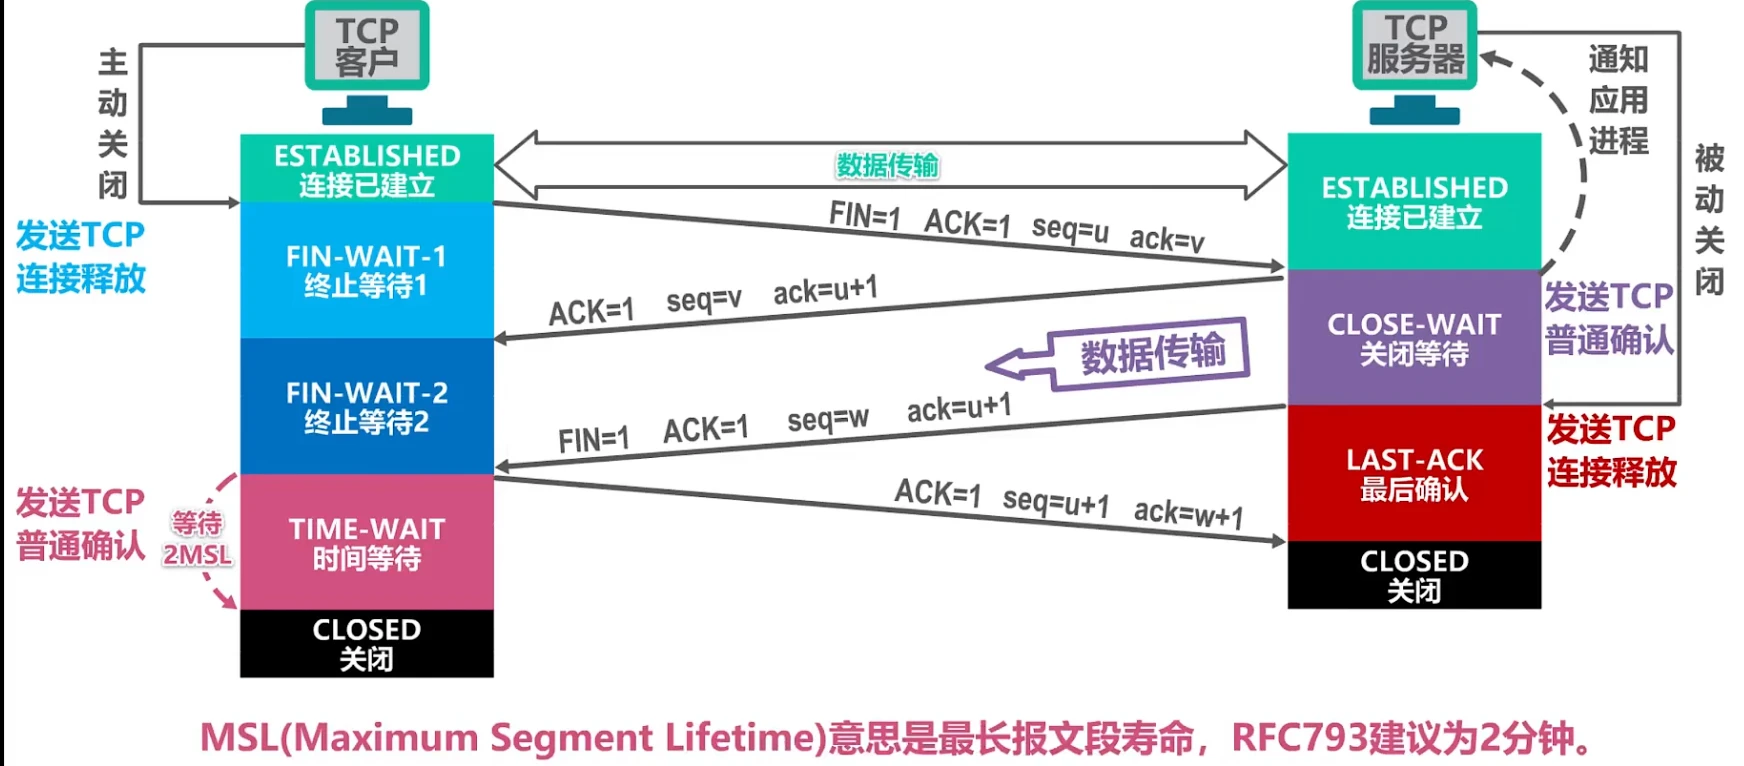 TCP
客户
TCP
服务器
主
动
关
闭
通知
应用
进程
被
动
关
闭
ESTABLISHED
连接已建立
数据传输
ESTABLISHED
连接已建立
发送TCP
连接释放
FIN=1 ACK=1 seq=u ack=v
FIN-WAIT-1
终止等待1
ACK=1 seq=v ack=u+1
发送TCP
普通确认
CLOSE-WAIT
关闭等待
数据传输
FIN-WAIT-2
终止等待2
FIN=1 ACK=1 seq=w ack=u+1
发送TCP
连接释放
LAST-ACK
最后确认
发送TCP
普通确认
等待
2MSL
TIME-WAIT
时间等待
ACK=1 seq=u+1 ack=w+1
CLOSED
关闭
CLOSED
关闭
MSL(Maximum Segment Lifetime)意思是最长报文段寿命，RFC793建议为2分钟。